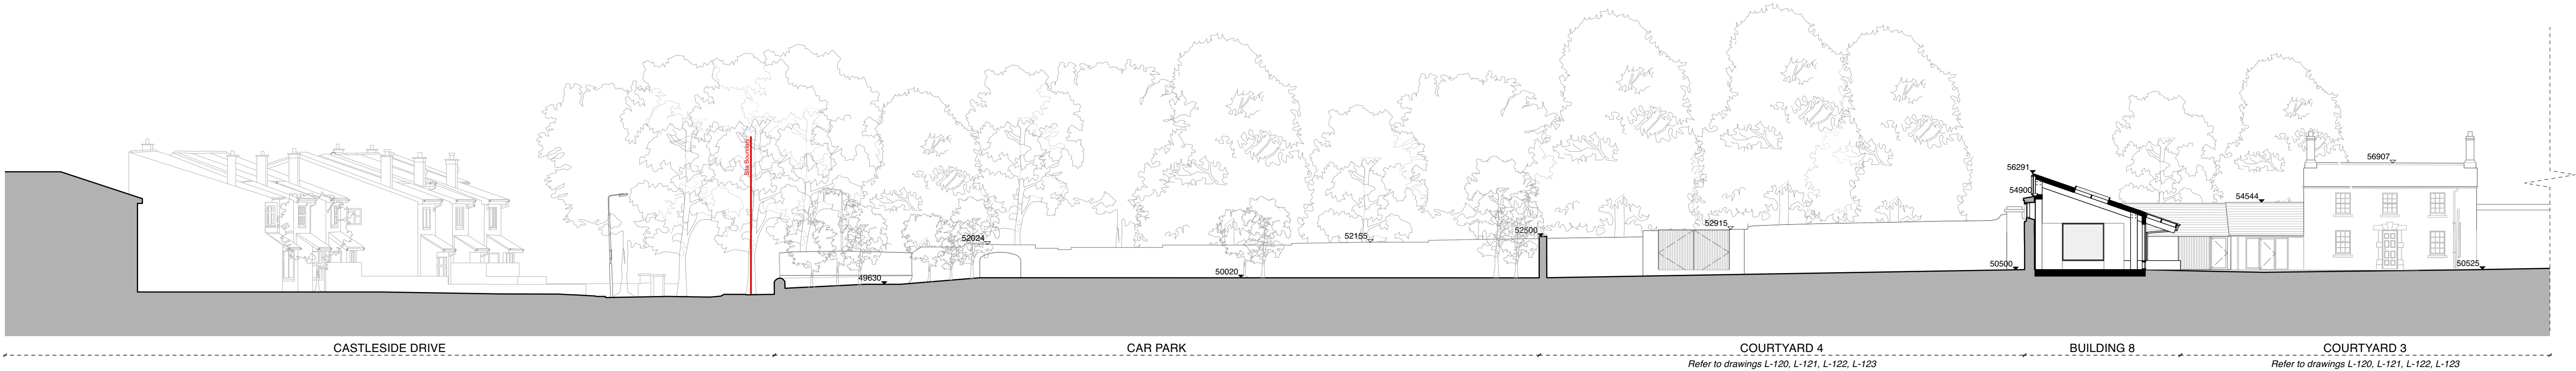 Site Boundary
56291
54900
54544
56907
52024
52155
52500
52915
49630
50020
50500
50525
CASTLESIDE DRIVE
CAR PARK
COURTYARD 4
Refer to drawings L-120, L-121, L-122, L-123
BUILDING 8
COURTYARD 3
Refer to drawings L-120, L-121, L-122, L-123